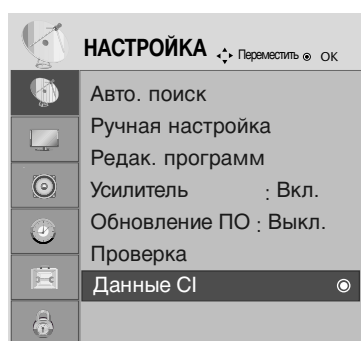 НАСТРОЙКА Переместить OK
Авто. поиск
Ручная настройка
Редак. программ
Усилитель : Вкл.
Обновление ПО : Выкл.
Проверка
Данные CI